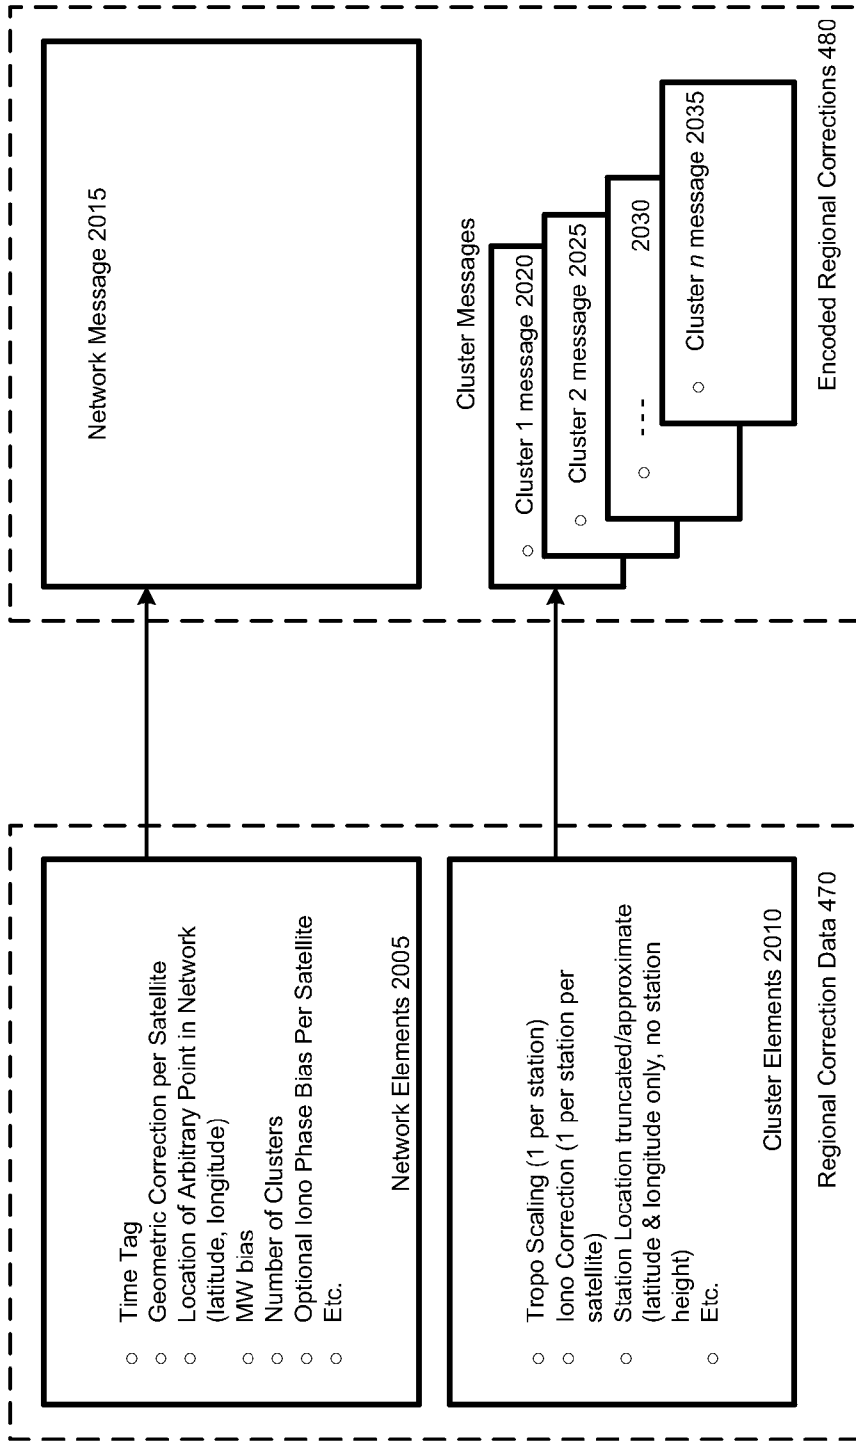 ○ Time Tag
○ Geometric Correction per Satellite
○ Location of Arbitrary Point in Network
(latitude, longitude)
○ MW bias
○ Number of Clusters
○ Optional Iono Phase Bias Per Satellite
○ Etc.
Network Elements 2005
○ Tropo Scaling (1 per station)
○ Iono Correction (1 per station per
satellite)
○ Station Location truncated/approximate
(latitude & longitude only, no station
height)
○ Etc.
Cluster Elements 2010
Regional Correction Data 470
Network Message 2015
Cluster Messages
○ Cluster 1 message 2020
○ Cluster 2 message 2025
○ ---- 2030
○ Cluster n message 2035
Encoded Regional Corrections 480